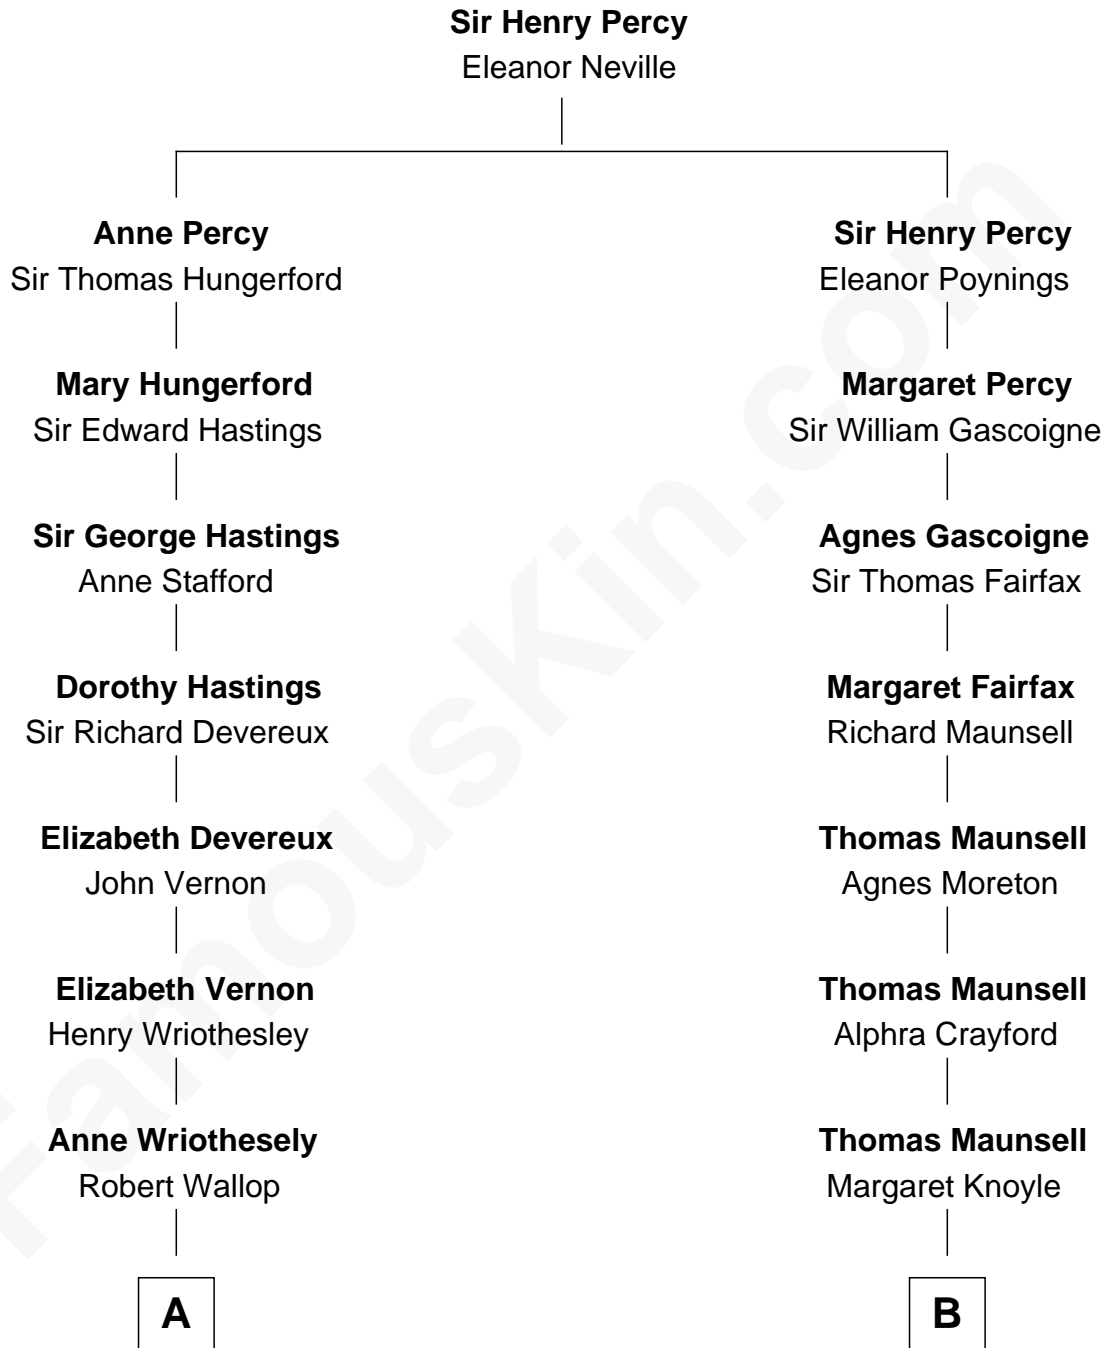 Sir Henry Percy
Eleanor Neville
Anne Percy
Sir Thomas Hungerford
Sir Henry Percy
Eleanor Poynings
Mary Hungerford
Sir Edward Hastings
Margaret Percy
Sir William Gascoigne
Sir George Hastings
Anne Stafford
Agnes Gascoigne
Sir Thomas Fairfax
Dorothy Hastings
Sir Richard Devereux
Margaret Fairfax
Richard Maunsell
Elizabeth Devereux
John Vernon
Thomas Maunsell
Agnes Moreton
Elizabeth Vernon
Henry Wriothesley
Thomas Maunsell
Alphra Crayford
Anne Wriothesely
Robert Wallop
Thomas Maunsell
Margaret Knoyle
A
B
FamousKin.com